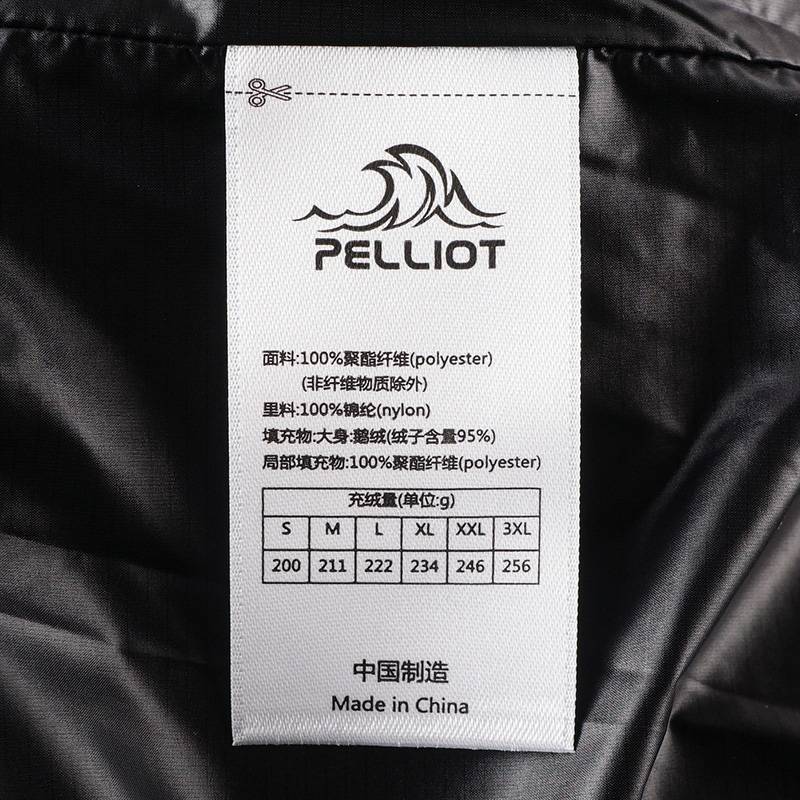 PELLIOT
面料:100%聚酯纤维(polyester)
(非纤维物质除外)
里料:100%锦纶(nylon)
填充物:大身:鹅绒(绒子含量95%)
局部填充物:100%聚酯纤维(polyester)
充绒量(单位:g)
S M L XL XXL 3XL
200 211 222 234 246 256
中国制造
Made in China